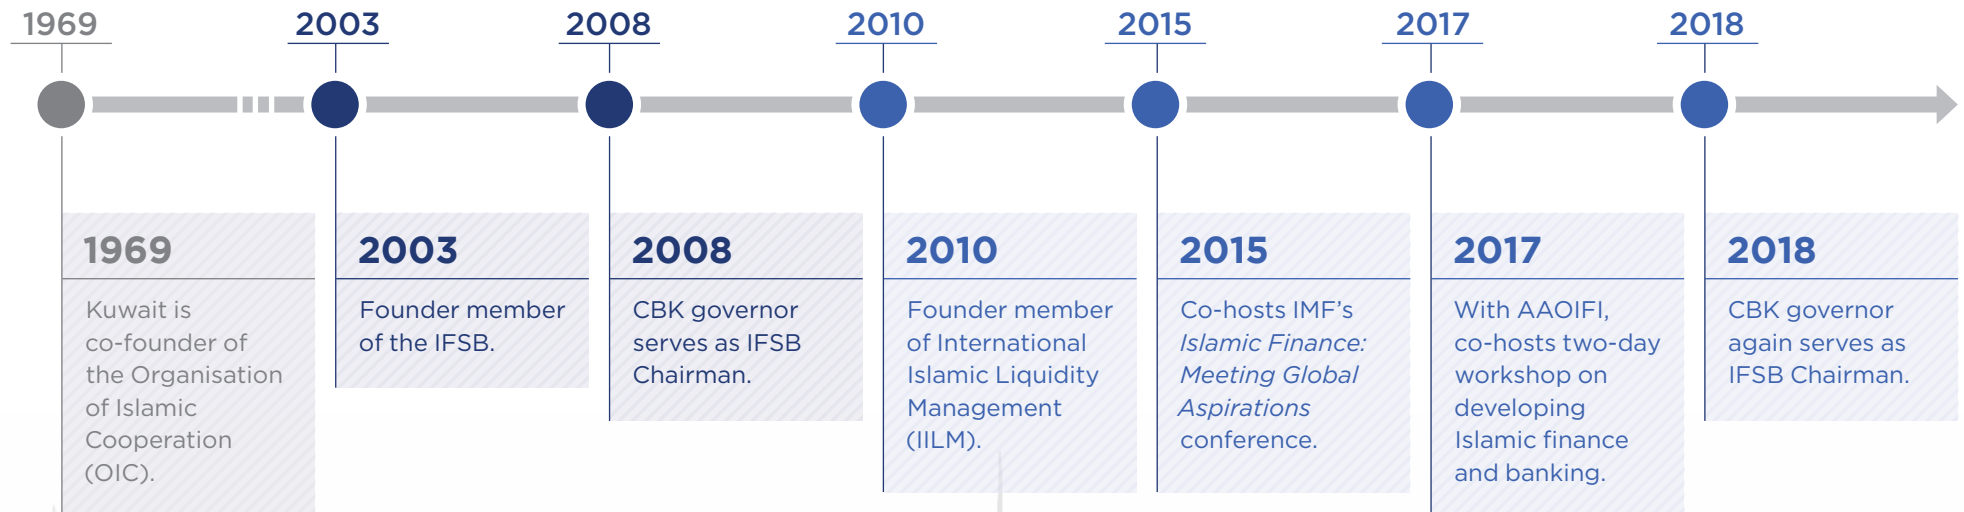 1969
2003
2008
2010
2015
2017
2018
1969
Kuwait is
co-founder of
the Organisation
of Islamic
Cooperation
(OIC).
2003
Founder member
of the IFSB.
2008
CBK governor
serves as IFSB
Chairman.
2010
Founder member
of International
Islamic Liquidity
Management
(IILM).
2015
Co-hosts IMF’s
Islamic Finance:
Meeting Global
Aspirations
conference.
2017
With AAOIFI,
co-hosts two-day
workshop on
developing
Islamic finance
and banking.
2018
CBK governor
again serves as
IFSB Chairman.